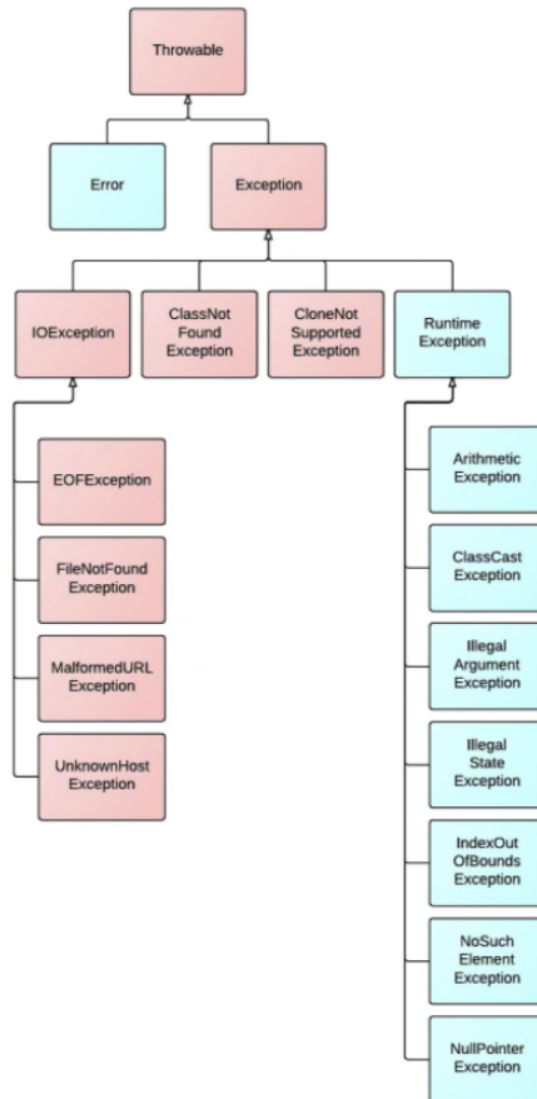 Throwable
Error
Exception
IOException
ClassNot
Found
Exception
CloneNot
Supported
Exception
Runtime
Exception
EOFException
FileNotFound
Exception
MalformedURL
Exception
UnknownHost
Exception
Arithmetic
Exception
ClassCast
Exception
Illegal
Argument
Exception
Illegal
State
Exception
IndexOut
OfBounds
Exception
NoSuch
Element
Exception
NullPointer
Exception